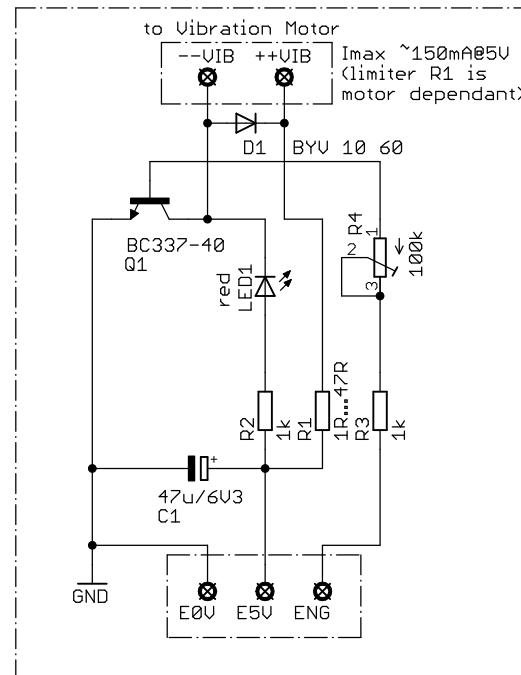 to Vibration Motor
--VIB ++VIB
Imax ~150mA@5V
(limiter R1 is
motor dependant)
D1 BYV 10 60
BC337-40
Q1
R4
1
2
3
100k
red
LED1
R2
1k
R1
1R...47R
R3
1k
+
47u/6V3
C1
GND
E0V E5V ENG